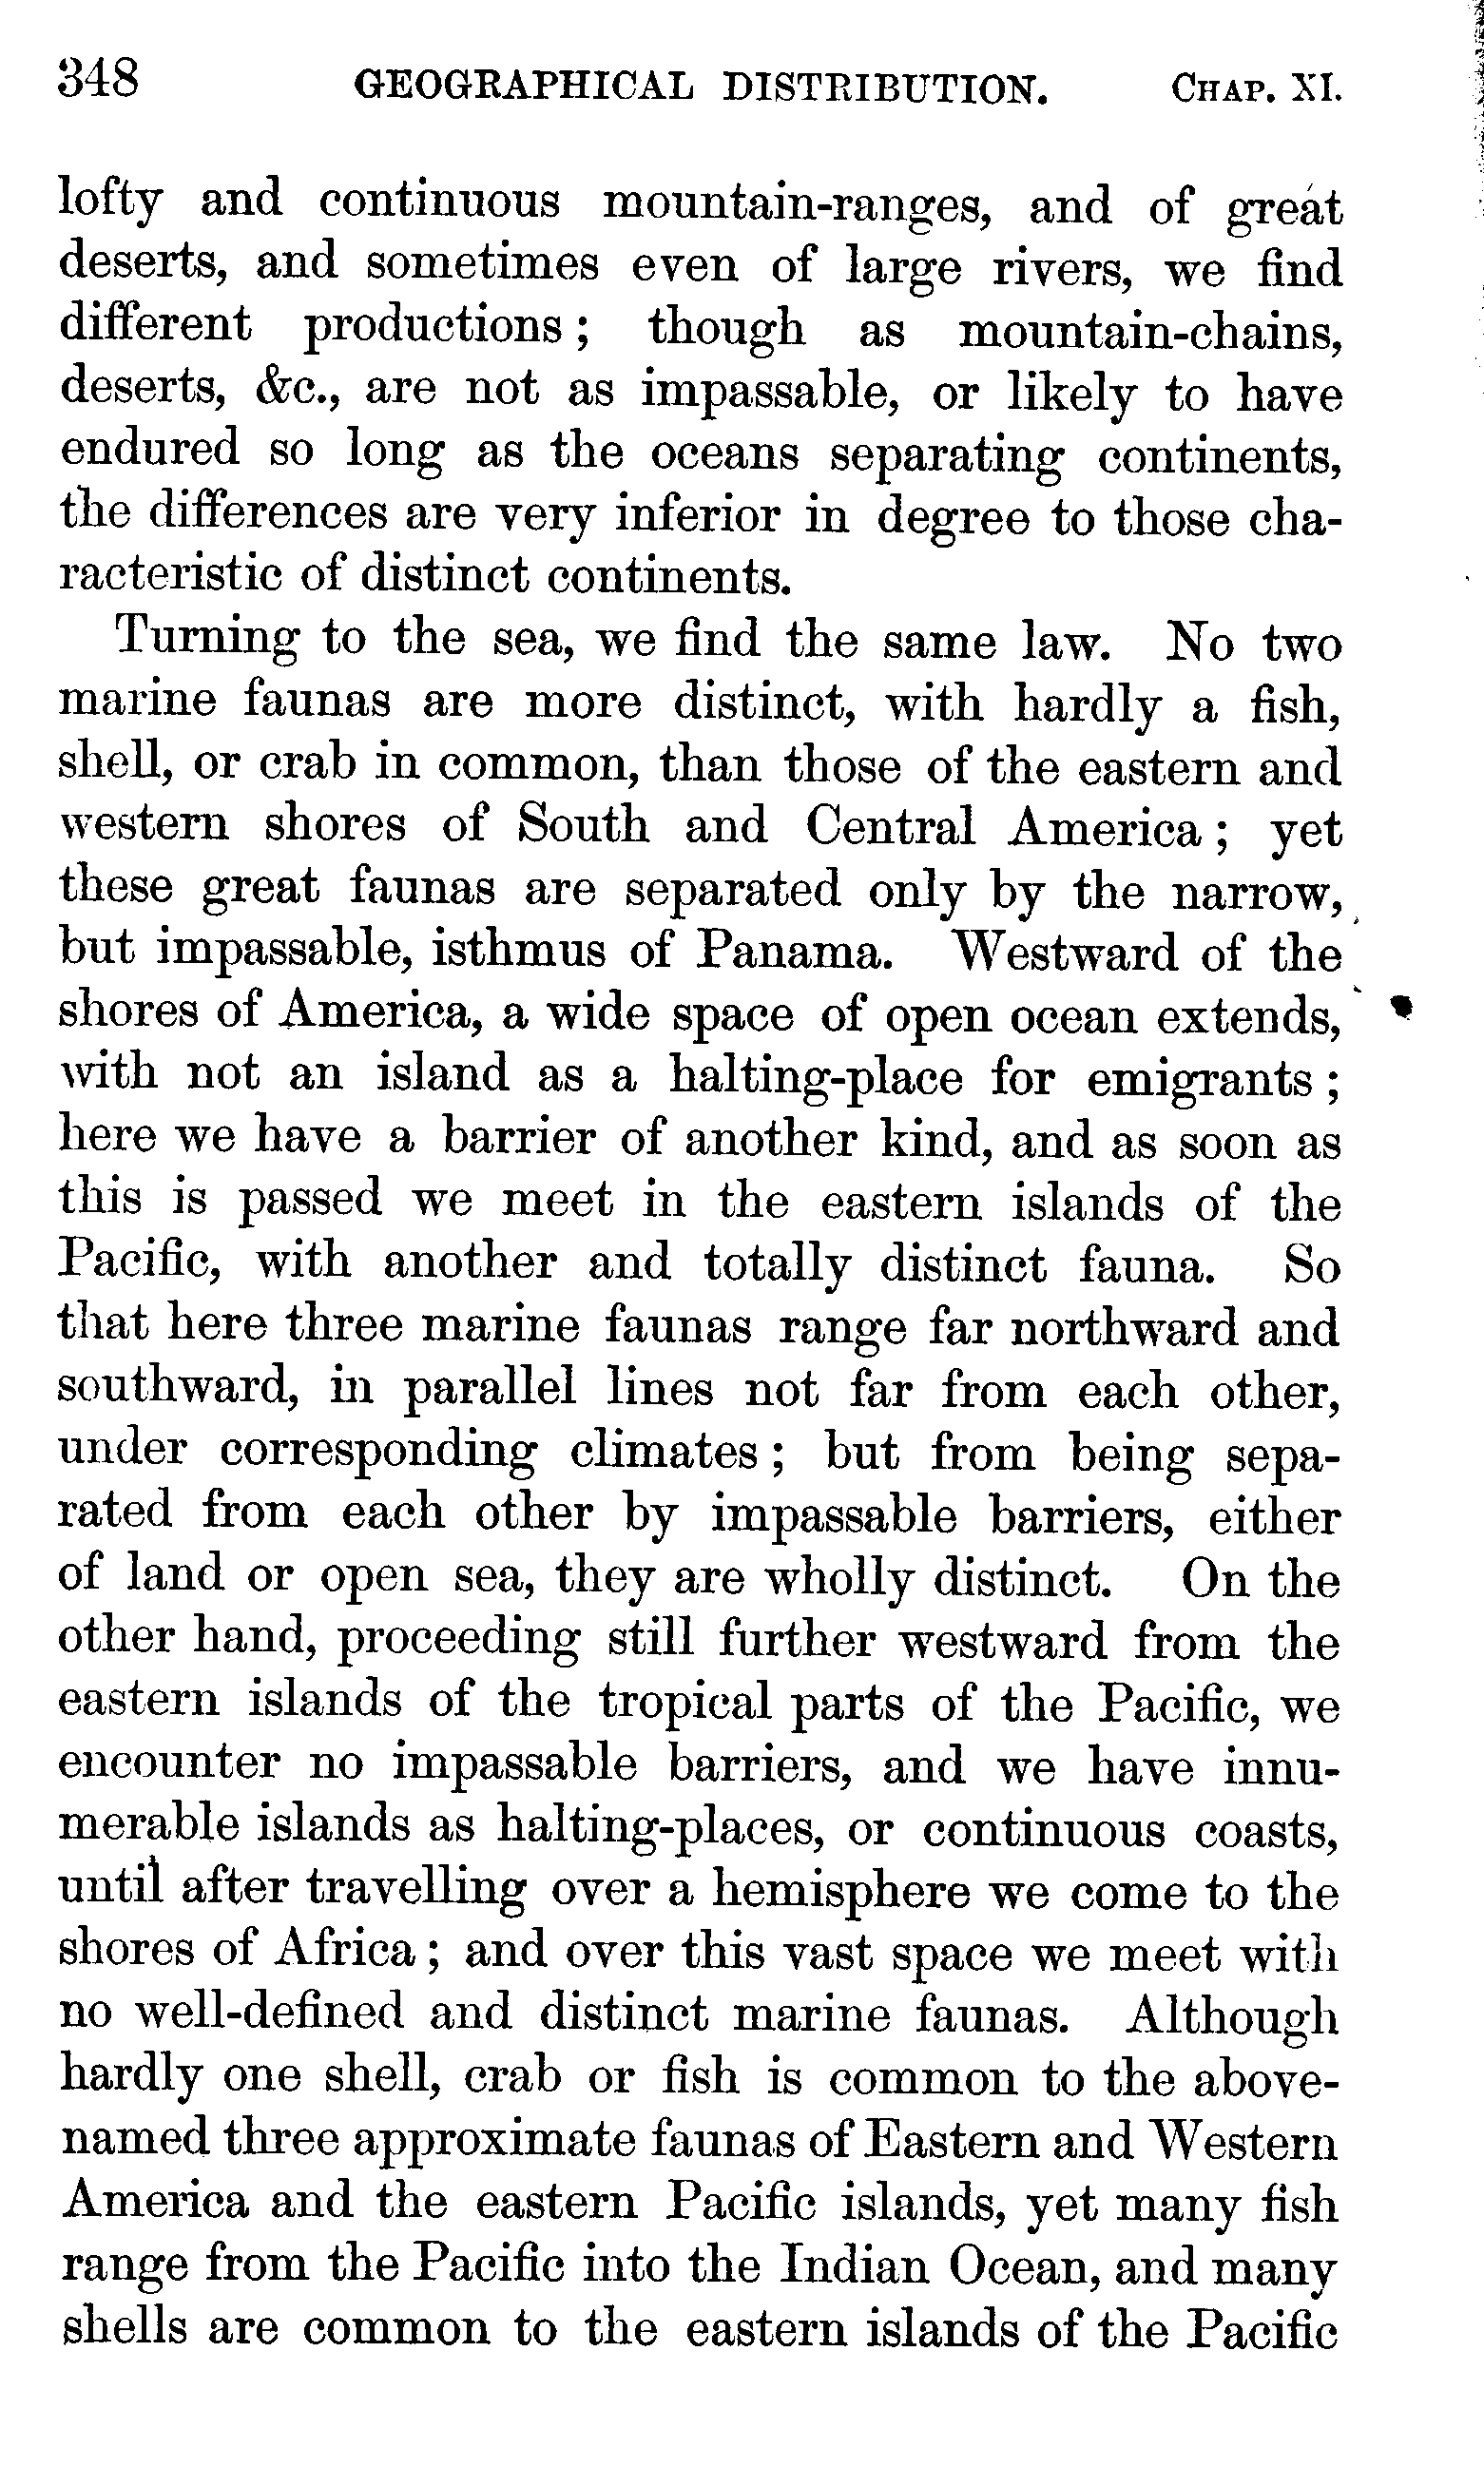 348 GEOGRAPHICAL DISTRIBUTION. CHAP. XI.
lofty and continuous mountain-ranges, and of great
deserts, and sometimes even of large rivers, we find
different productions; though as mountain-chains,
deserts, &c., are not as impassable, or likely to have
endured so long as the oceans separating continents,
the differences are very inferior in degree to those cha-
racteristic of distinct continents.
Turning to the sea, we find the same law. No two
marine faunas are more distinct, with hardly a fish,
shell, or crab in common, than those of the eastern and
western shores of South and Central America; yet
these great faunas are separated only by the narrow,
but impassable, isthmus of Panama. Westward of the
shores of America, a wide space of open ocean extends,
with not an island as a halting-place for emigrants;
here we have a barrier of another kind, and as soon as
this is passed we meet in the eastern islands of the
Pacific, with another and totally distinct fauna. So
that here three marine faunas range far northward and
southward, in parallel lines not far from each other,
under corresponding climates; but from being sepa-
rated from each other by impassable barriers, either
of land or open sea, they are wholly distinct. On the
other hand, proceeding still further westward from the
eastern islands of the tropical parts of the Pacific, we
encounter no impassable barriers, and we have innu-
merable islands as halting-places, or continuous coasts,
until after travelling over a hemisphere we come to the
shores of Africa; and over this vast space we meet with
no well-defined and distinct marine faunas. Although
hardly one shell, crab or fish is common to the above-
named three approximate faunas of Eastern and Western
America and the eastern Pacific islands, yet many fish
range from the Pacific into the Indian Ocean, and many
shells are common to the eastern islands of the Pacific